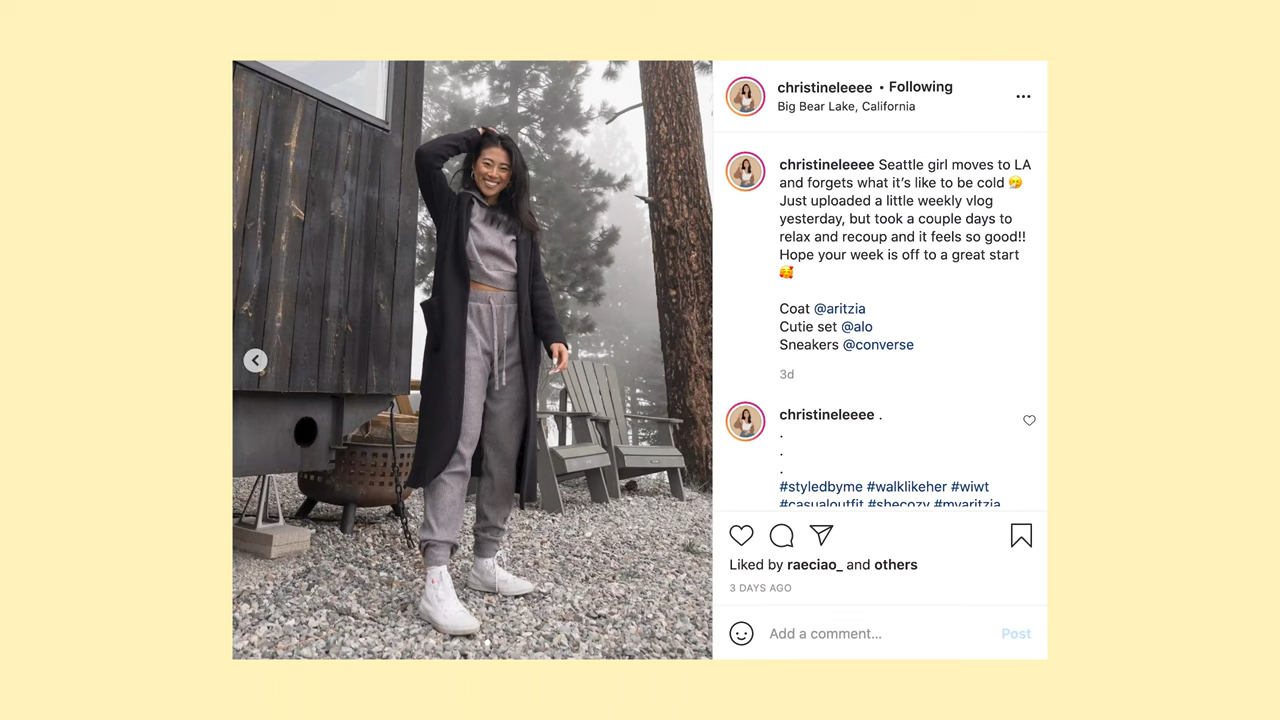 christineleeee • Following
Big Bear Lake, California
christineleeee Seattle girl moves to LA
and forgets what it’s like to be cold 🤧
Just uploaded a little weekly vlog
yesterday, but took a couple days to
relax and recoup and it feels so good!!
Hope your week is off to a great start
🥰
Coat @aritzia
Cutie set @alo
Sneakers @converse
3d
christineleeee .
.
.
.
#styledbyme #walklikeher #wiwt
#casualoutfit #shecozy #myaritzia
Liked by raeciao_ and others
3 DAYS AGO
Add a comment... Post